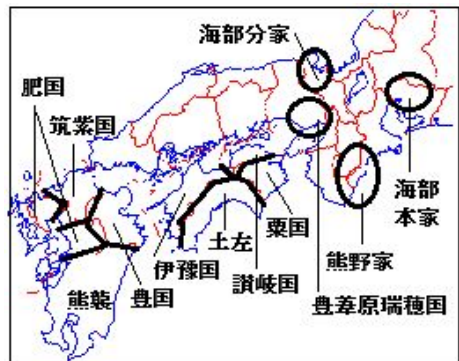 海部分家
肥国
筑紫国
海部
本家
粟国
土左
熊野家
伊豫国
讃岐国
熊襲
豊国
豊葦原瑞穂国